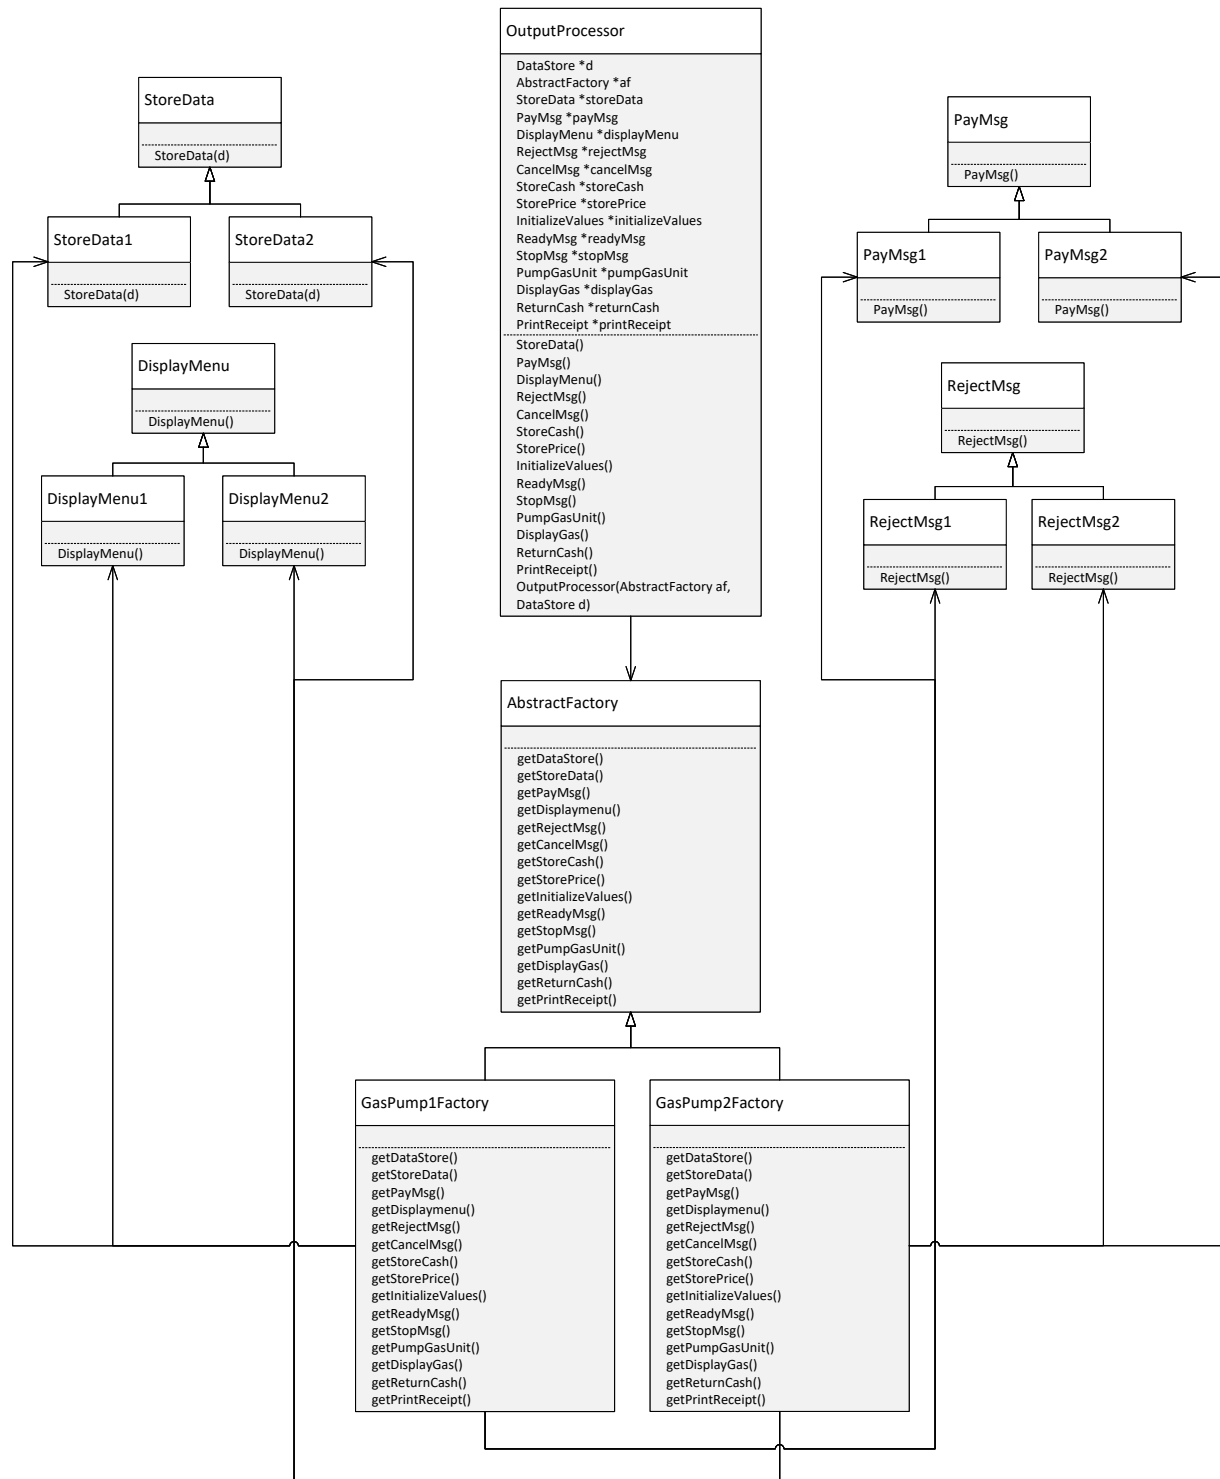 OutputProcessor
DataStore *d
AbstractFactory *af
StoreData *storeData
PayMsg *payMsg
DisplayMenu *displayMenu
RejectMsg *rejectMsg
CancelMsg *cancelMsg
StoreCash *storeCash
StorePrice *storePrice
InitializeValues *initializeValues
ReadyMsg *readyMsg
StopMsg *stopMsg
PumpGasUnit *pumpGasUnit
DisplayGas *displayGas
ReturnCash *returnCash
PrintReceipt *printReceipt
StoreData()
PayMsg()
DisplayMenu()
RejectMsg()
CancelMsg()
StoreCash()
StorePrice()
InitializeValues()
ReadyMsg()
StopMsg()
PumpGasUnit()
DisplayGas()
ReturnCash()
PrintReceipt()
OutputProcessor(AbstractFactory af,
DataStore d)
StoreData
StoreData(d)
StoreData1
StoreData(d)
StoreData2
StoreData(d)
DisplayMenu
DisplayMenu()
DisplayMenu1
DisplayMenu()
DisplayMenu2
DisplayMenu()
PayMsg
PayMsg()
PayMsg1
PayMsg()
PayMsg2
PayMsg()
RejectMsg
RejectMsg()
RejectMsg1
RejectMsg()
RejectMsg2
RejectMsg()
AbstractFactory
getDataStore()
getStoreData()
getPayMsg()
getDisplaymenu()
getRejectMsg()
getCancelMsg()
getStoreCash()
getStorePrice()
getInitializeValues()
getReadyMsg()
getStopMsg()
getPumpGasUnit()
getDisplayGas()
getReturnCash()
getPrintReceipt()
GasPump1Factory
getDataStore()
getStoreData()
getPayMsg()
getDisplaymenu()
getRejectMsg()
getCancelMsg()
getStoreCash()
getStorePrice()
getInitializeValues()
getReadyMsg()
getStopMsg()
getPumpGasUnit()
getDisplayGas()
getReturnCash()
getPrintReceipt()
GasPump2Factory
getDataStore()
getStoreData()
getPayMsg()
getDisplaymenu()
getRejectMsg()
getCancelMsg()
getStoreCash()
getStorePrice()
getInitializeValues()
getReadyMsg()
getStopMsg()
getPumpGasUnit()
getDisplayGas()
getReturnCash()
getPrintReceipt()